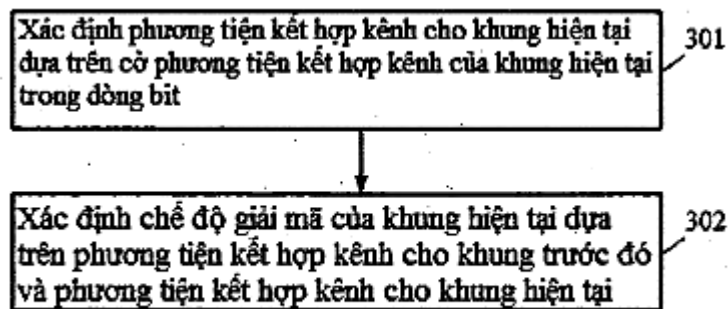 Xác định phương tiện kết hợp kênh cho khung hiện tại
dựa trên cờ phương tiện kết hợp kênh của khung hiện tại
trong dòng bit
301
Xác định chế độ giải mã của khung hiện tại dựa
trên phương tiện kết hợp kênh cho khung trước đó
và phương tiện kết hợp kênh cho khung hiện tại
302